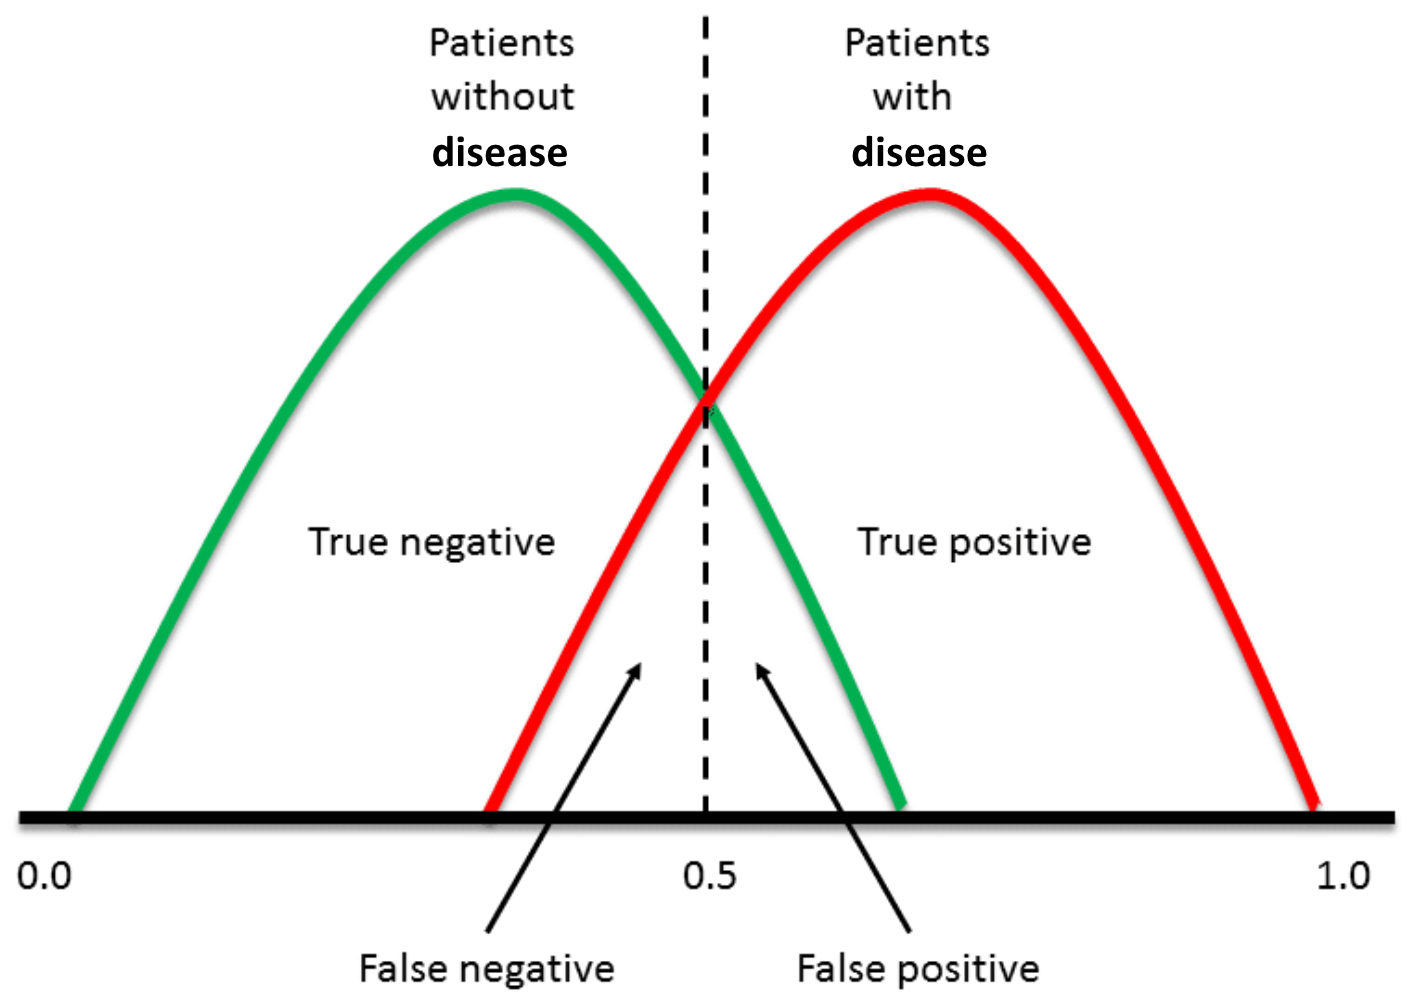 Patients
without
disease
Patients
with
disease
True negative
True positive
0.0
0.5
1.0
False negative
False positive